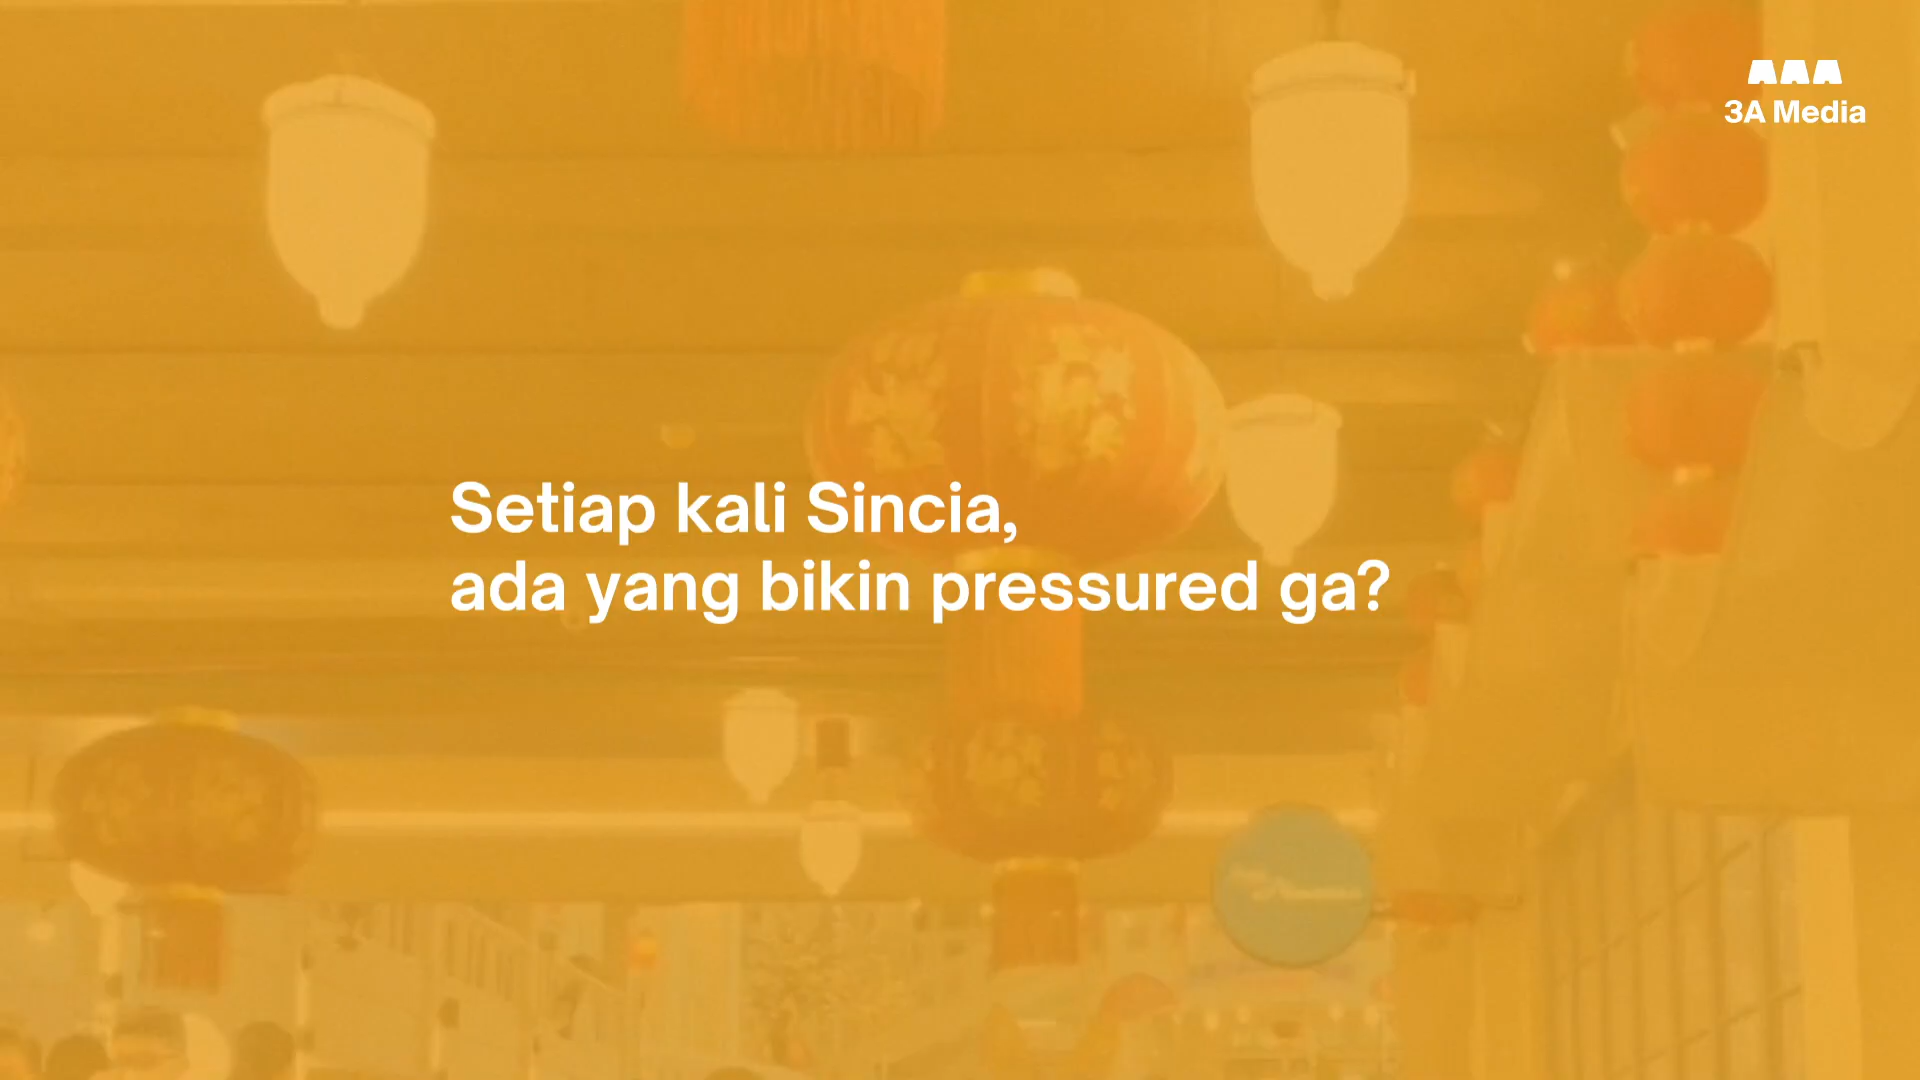 3A Media
Setiap kali Sincia,
ada yang bikin pressured ga?